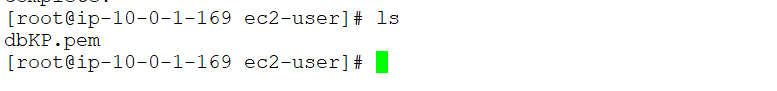 [root@ip-10-0-1-169 ec2-user]# ls
dbKP.pem
[root@ip-10-0-1-169 ec2-user]#